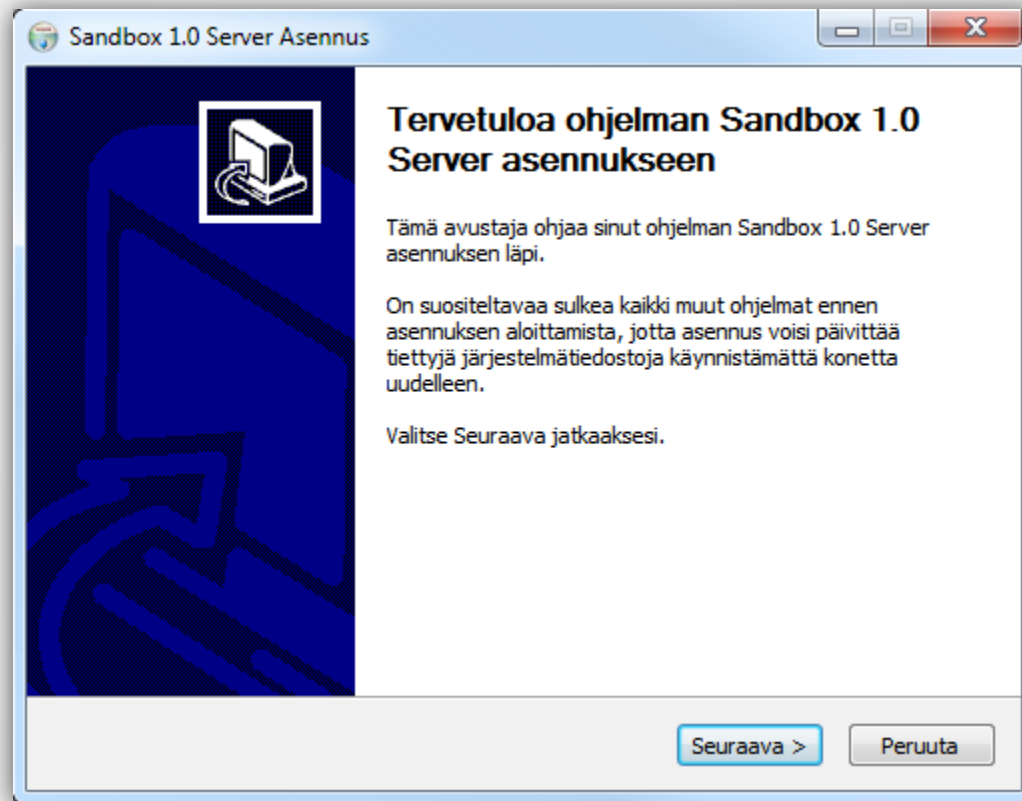 Sandbox 1.0 Server Asennus
Tervetuloa ohjelman Sandbox 1.0
Server asennukseen
Tämä avustaja ohjaa sinut ohjelman Sandbox 1.0 Server
asennuksen läpi.
On suositeltavaa sulkea kaikki muut ohjelmat ennen
asennuksen aloittamista, jotta asennus voisi päivittää
tiettyjä järjestelmätiedostoja käynnistämättä konetta
uudelleen.
Valitse Seuraava jatkaaksesi.
Seuraava >
Peruuta